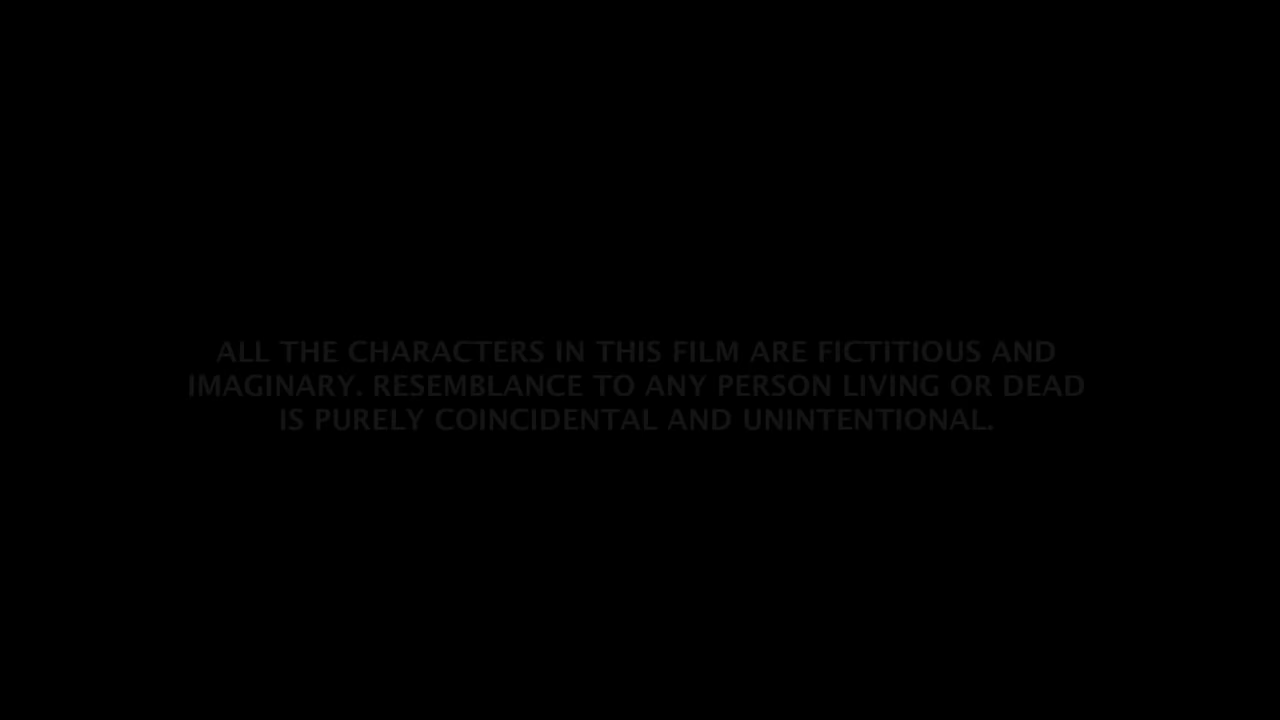 ALL THE CHARACTERS IN THIS FILM ARE FICTITIOUS AND
IMAGINARY. RESEMBLANCE TO ANY PERSON LIVING OR DEAD
IS PURELY COINCIDENTAL AND UNINTENTIONAL.